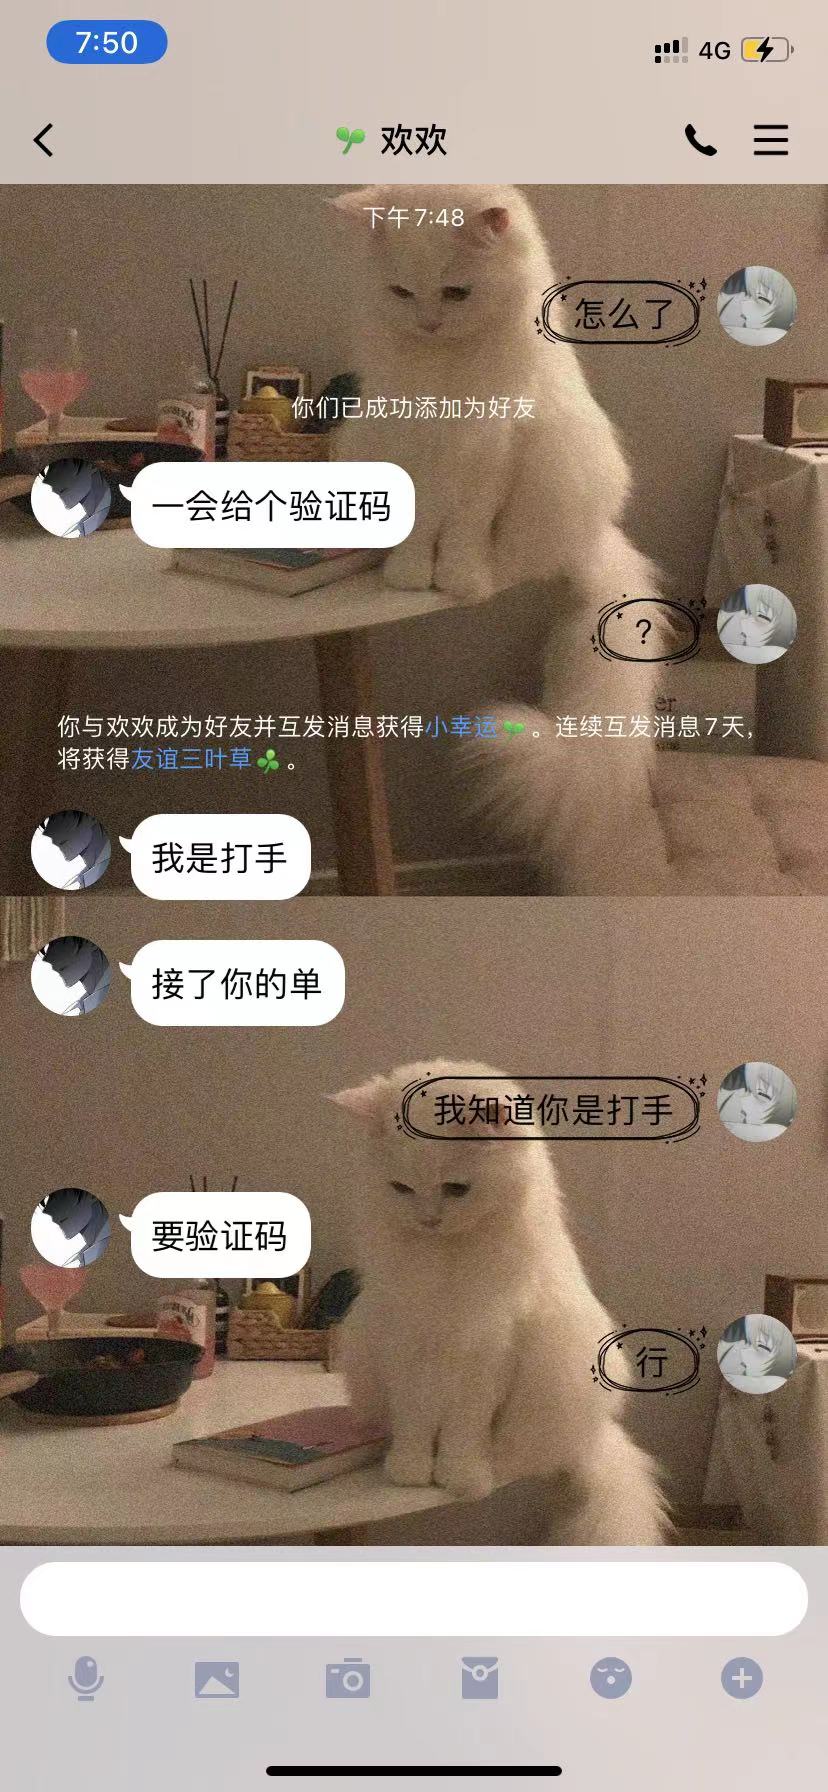 7:50
4G
欢欢
下午7:48
怎么了
你们已成功添加为好友
一会给个验证码
?
你与欢欢成为好友并互发消息获得小幸运。连续互发消息7天,
将获得友谊三叶草。
我是打手
接了你的单
我知道你是打手
要验证码
行